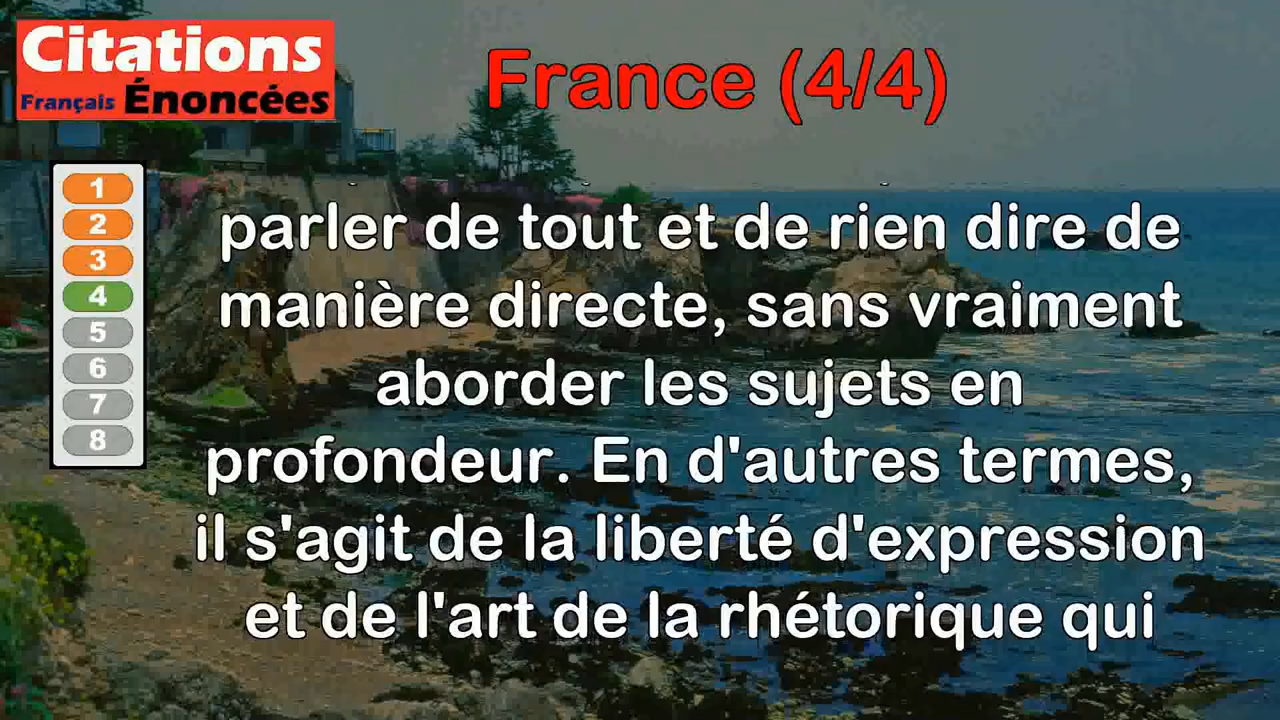 Citations
Français Énoncées
France (4/4)
1
2
3
4
5
6
7
8
parler de tout et de rien dire de
manière directe, sans vraiment
aborder les sujets en
profondeur. En d'autres termes,
il s'agit de la liberté d'expression
et de l'art de la rhétorique qui